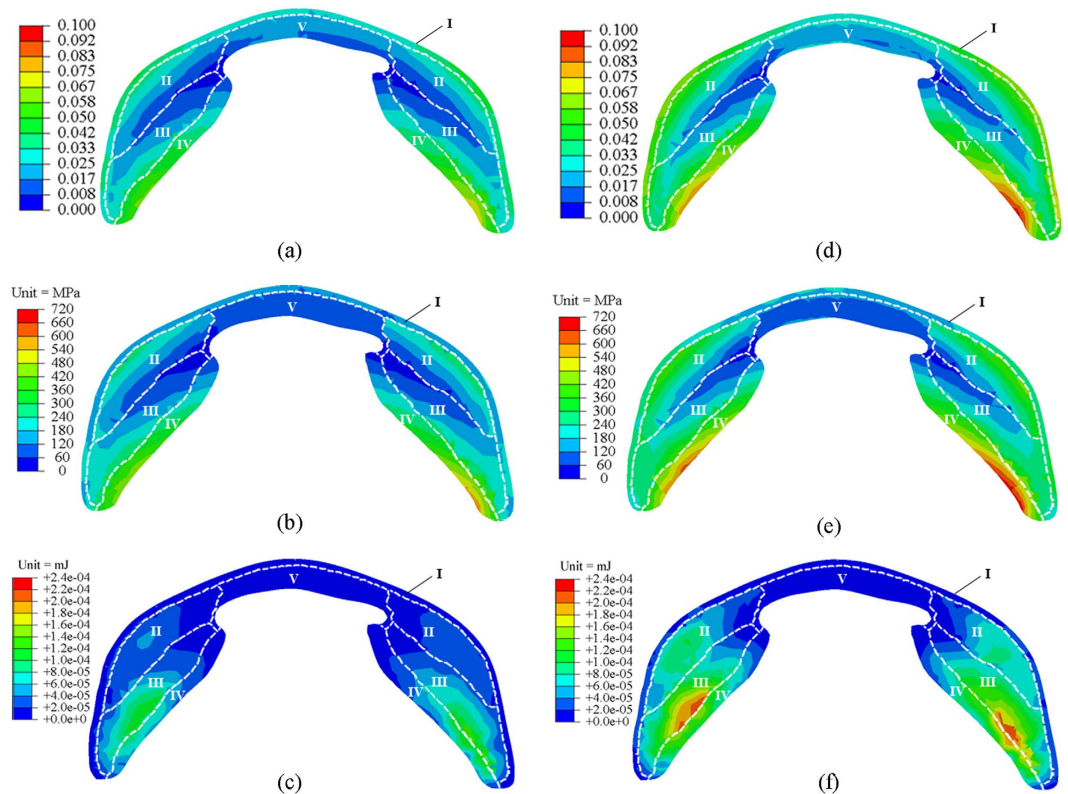 0.100
0.092
0.083
0.075
0.067
0.058
0.050
0.042
0.033
0.025
0.017
0.008
0.000
I
V
II
II
III
III
IV
IV
(a)
0.100
0.092
0.083
0.075
0.067
0.058
0.050
0.042
0.033
0.025
0.017
0.008
0.000
I
V
II
II
III
III
IV
IV
(d)
Unit = MPa
720
660
600
540
480
420
360
300
240
180
120
60
0
I
V
II
II
III
III
IV
IV
(b)
Unit = MPa
720
660
600
540
480
420
360
300
240
180
120
60
0
I
V
II
II
III
III
IV
IV
(e)
Unit = mJ
+2.4e-04
+2.2e-04
+2.0e-04
+1.8e-04
+1.6e-04
+1.4e-04
+1.2e-04
+1.0e-04
+8.0e-05
+6.0e-05
+4.0e-05
+2.0e-05
+0.0e+0
I
V
II
II
III
III
IV
IV
(c)
Unit = mJ
+2.4e-04
+2.2e-04
+2.0e-04
+1.8e-04
+1.6e-04
+1.4e-04
+1.2e-04
+1.0e-04
+8.0e-05
+6.0e-05
+4.0e-05
+2.0e-05
+0.0e+0
I
V
II
II
III
III
IV
IV
(f)